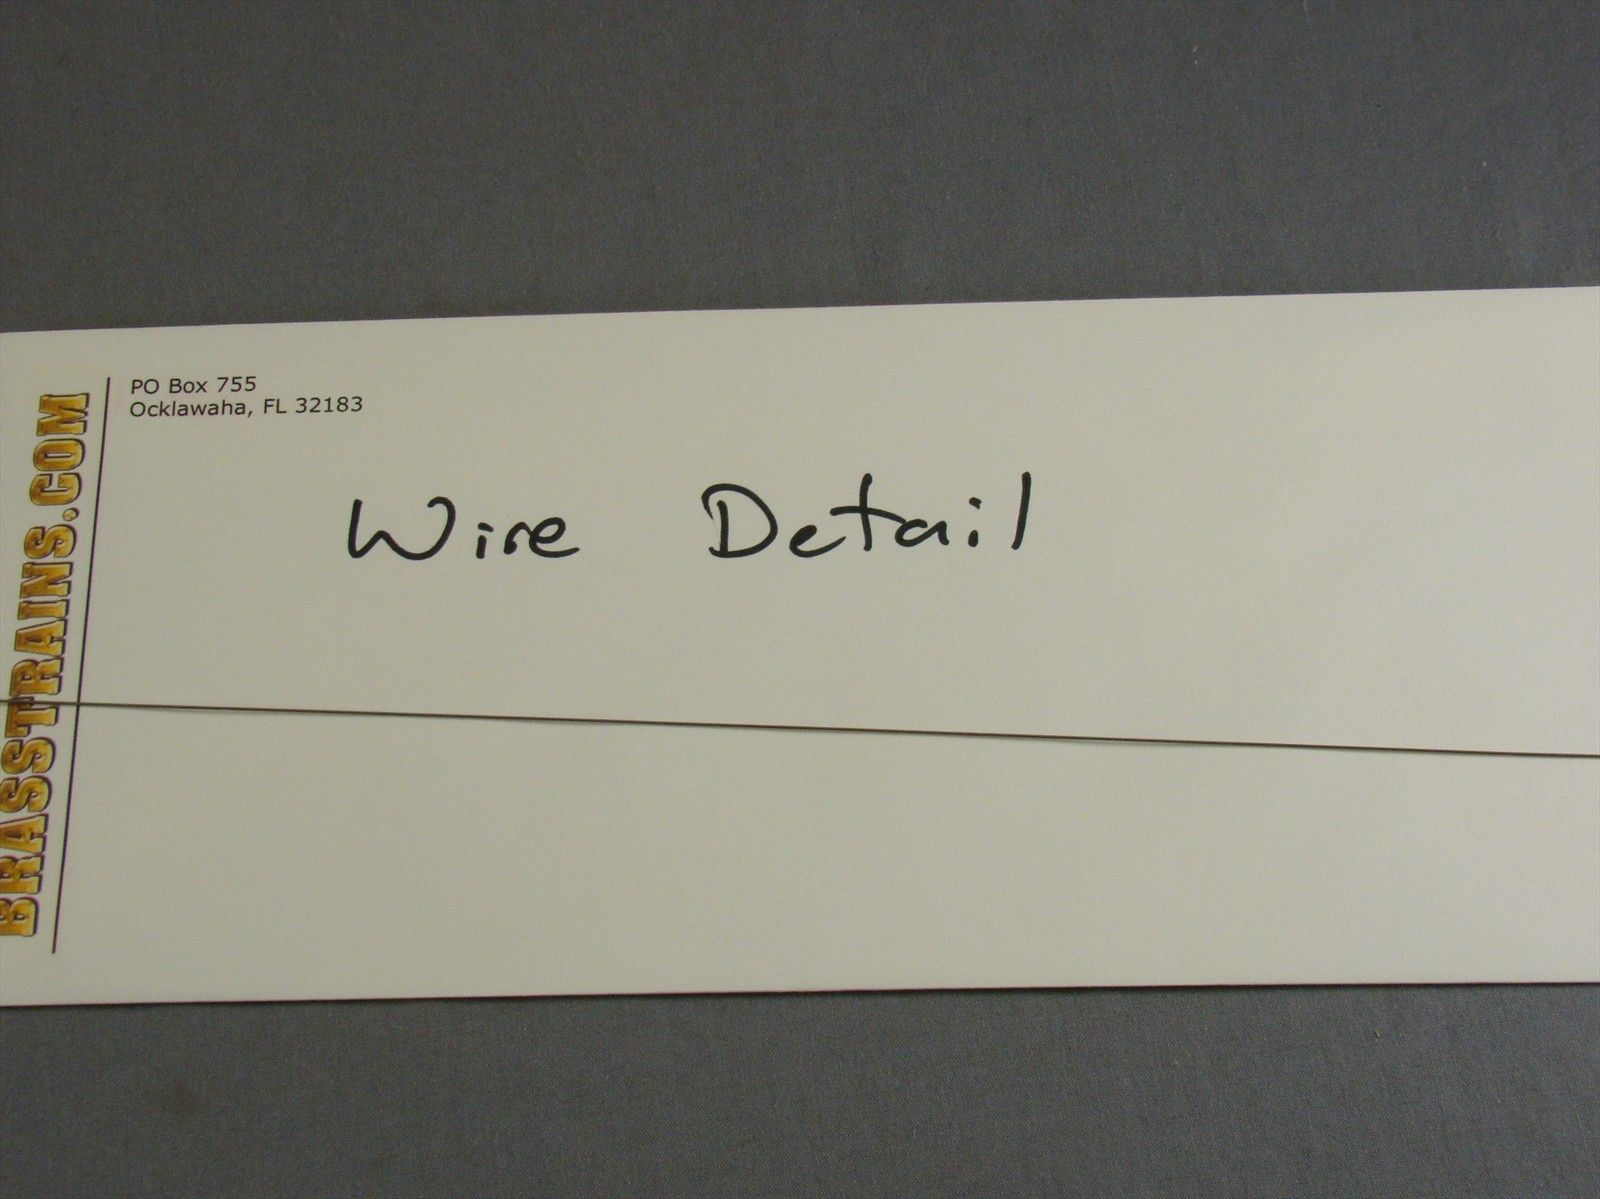 BRASSTRAINS.COM
PO Box 755
Ocklawaha, FL 32183
Wire Detail